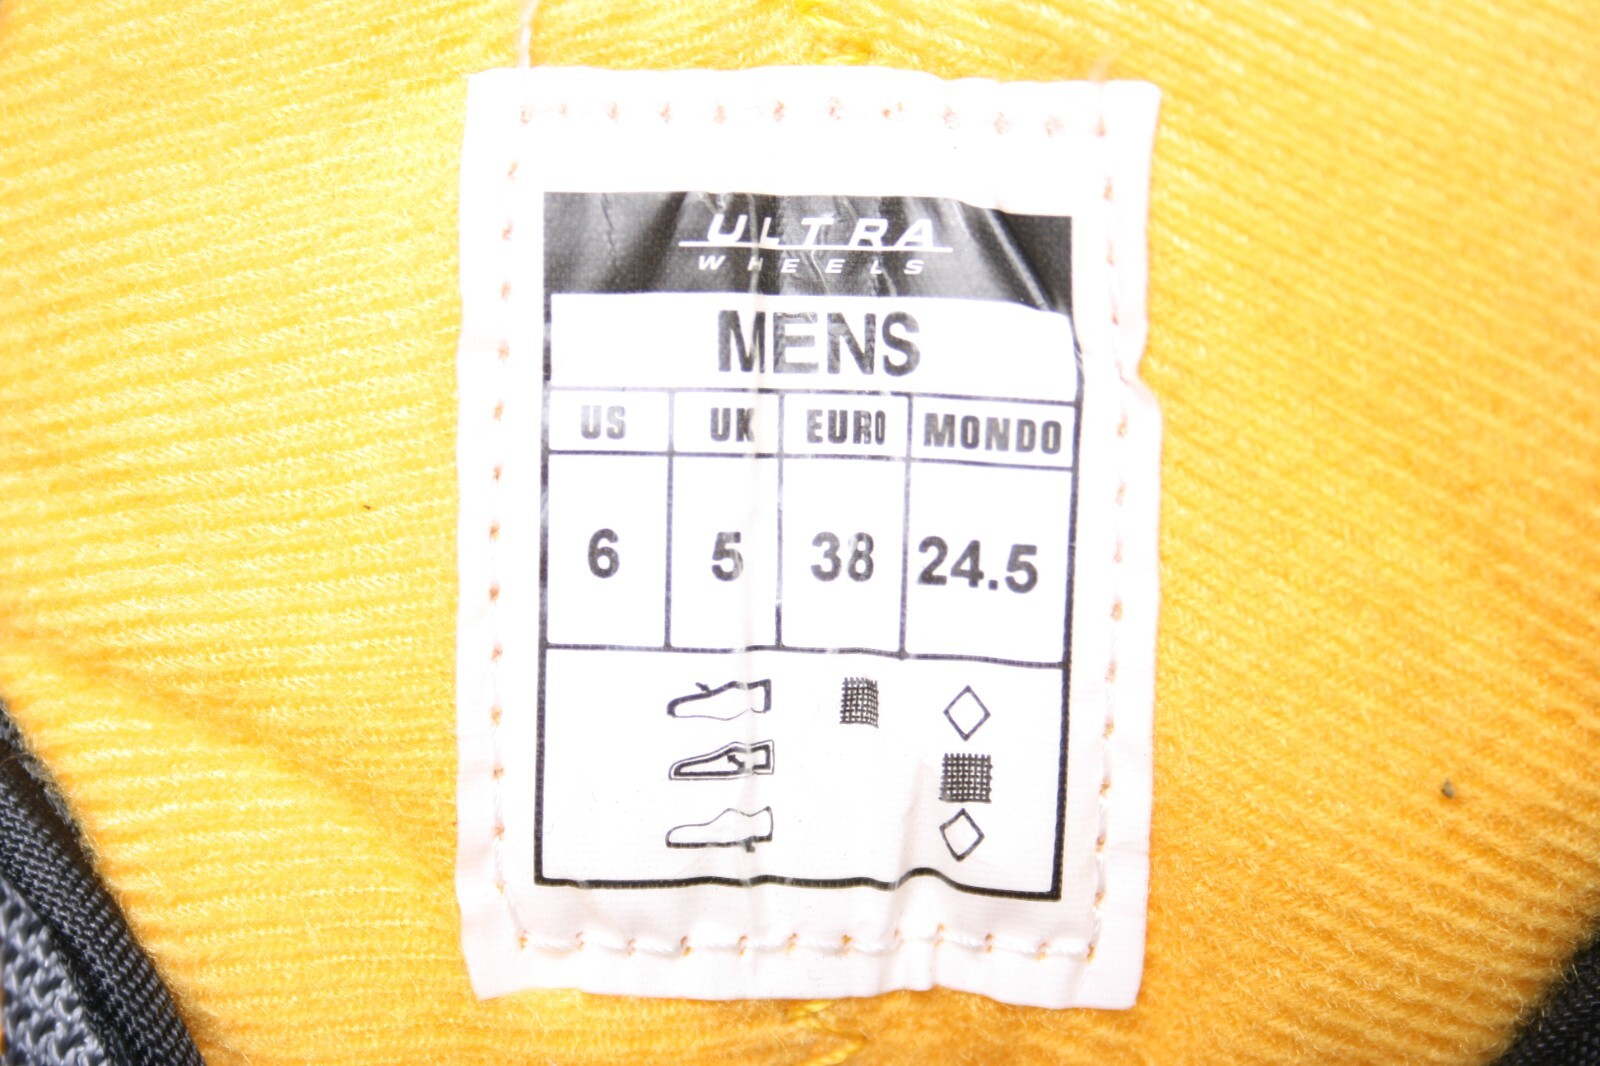 ULTRA
WHEELS
MENS
US UK EURO MONDO
6 5 38 24.5